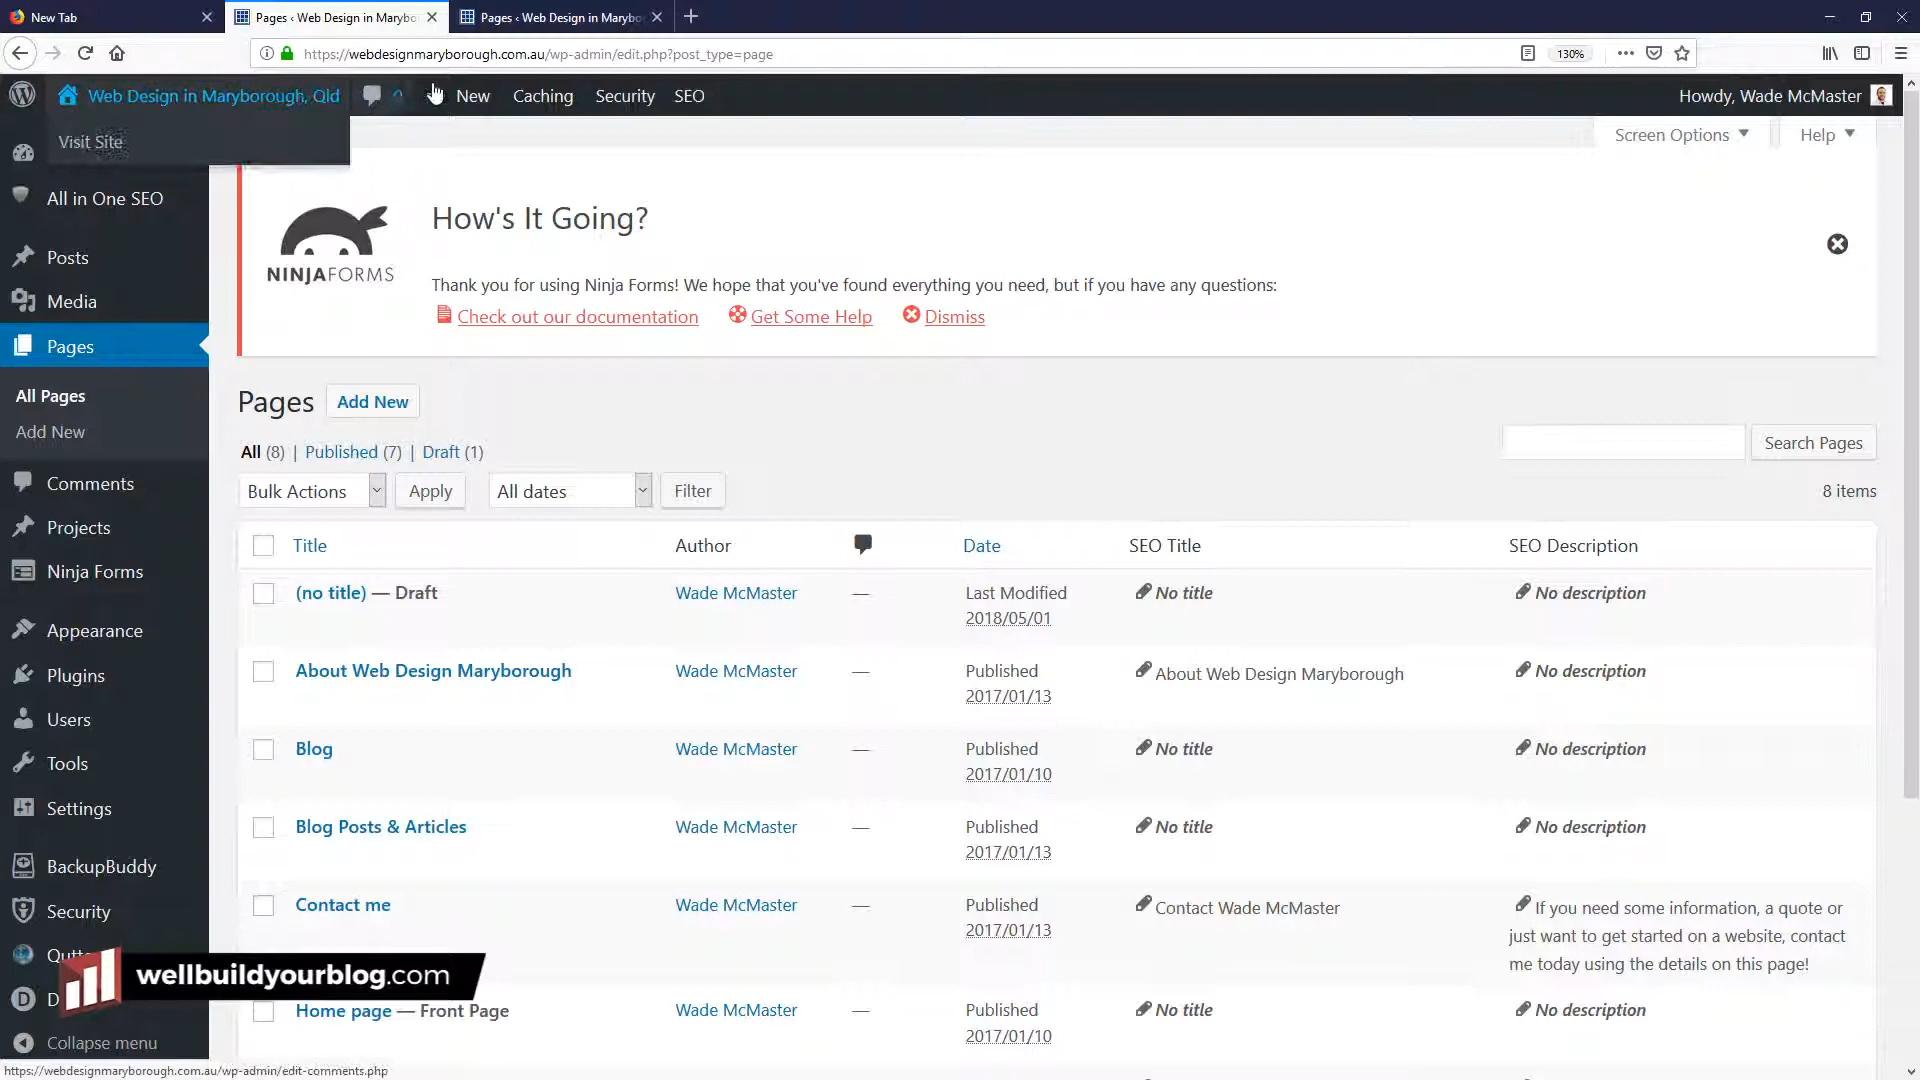 New Tab
Pages ‹ Web Design in Marybo
Pages ‹ Web Design in Marybo
https://webdesignmaryborough.com.au/wp-admin/edit.php?post_type=page
130%
Web Design in Maryborough, Qld
New
Caching
Security
SEO
Howdy, Wade McMaster
Visit Site
Screen Options
Help
All in One SEO
Posts
Media
Pages
All Pages
Add New
Comments
Projects
Ninja Forms
Appearance
Plugins
Users
Tools
Settings
BackupBuddy
Security
Collapse menu
NINJAFORMS
How's It Going?
Thank you for using Ninja Forms! We hope that you've found everything you need, but if you have any questions:
Check out our documentation
Get Some Help
Dismiss
Pages
Add New
All (8) | Published (7) | Draft (1)
Search Pages
Bulk Actions
Apply
All dates
Filter
8 items
Title
Author
Date
SEO Title
SEO Description
(no title) — Draft
Wade McMaster
—
Last Modified
2018/05/01
No title
No description
About Web Design Maryborough
Wade McMaster
—
Published
2017/01/13
About Web Design Maryborough
No description
Blog
Wade McMaster
—
Published
2017/01/10
No title
No description
Blog Posts & Articles
Wade McMaster
—
Published
2017/01/13
No title
No description
Contact me
Wade McMaster
—
Published
2017/01/13
Contact Wade McMaster
If you need some information, a quote or
just want to get started on a website, contact
me today using the details on this page!
Home page — Front Page
Wade McMaster
—
Published
2017/01/10
No title
No description
wellbuildyourblog.com
https://webdesignmaryborough.com.au/wp-admin/edit-comments.php